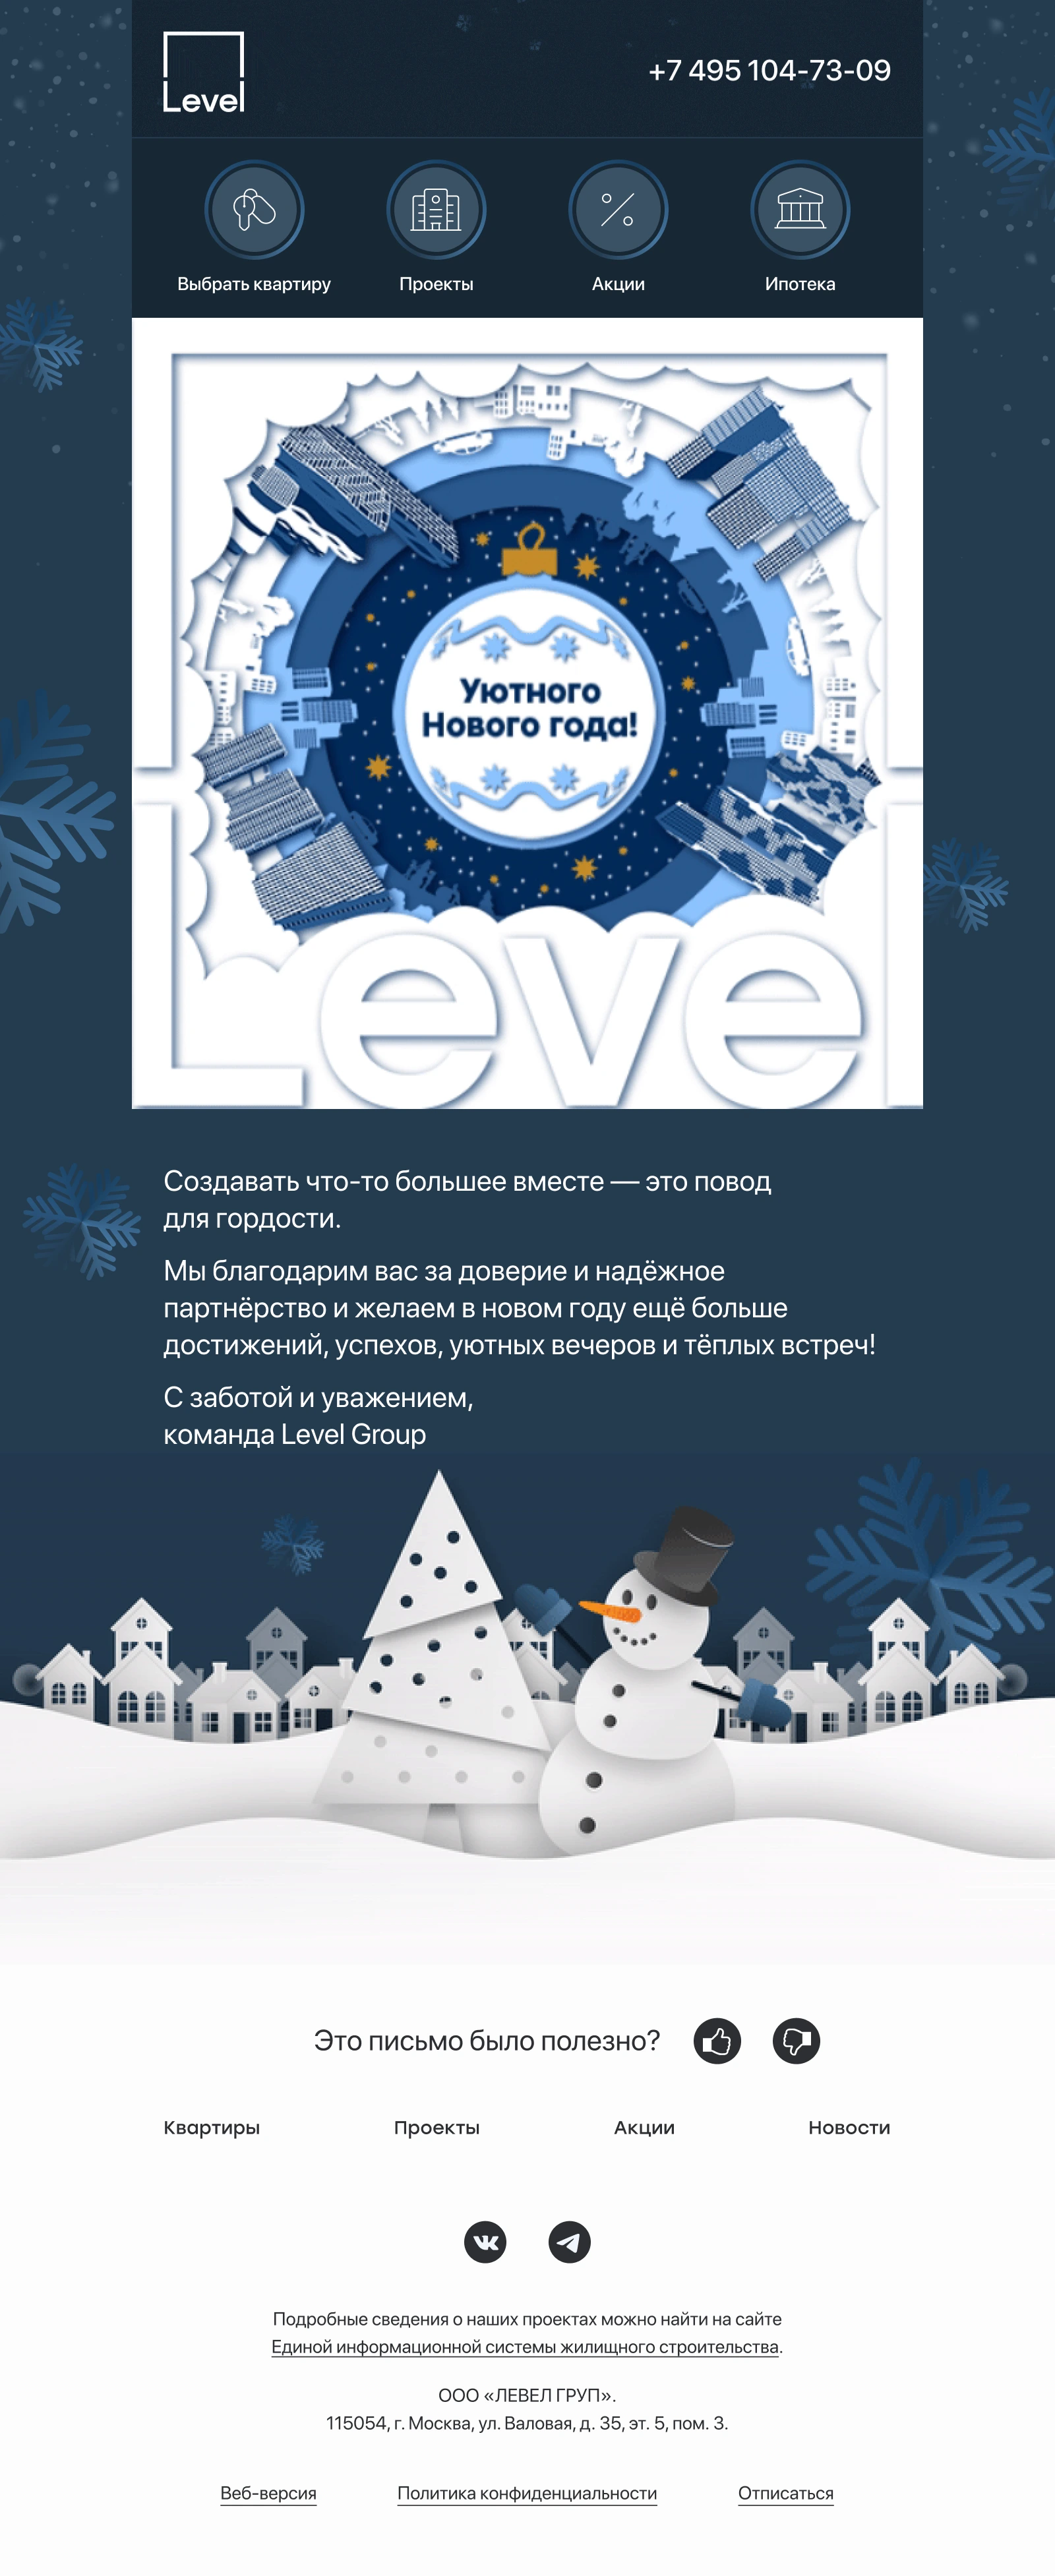 Level
+7 495 104-73-09
Выбрать квартиру
Проекты
Акции
Ипотека
Уютного
Нового года!
Level
Создавать что-то большее вместе — это повод
для гордости.
Мы благодарим вас за доверие и надёжное
партнёрство и желаем в новом году ещё больше
достижений, успехов, уютных вечеров и тёплых встреч!
С заботой и уважением,
команда Level Group
Это письмо было полезно?
Квартиры
Проекты
Акции
Новости
Подробные сведения о наших проектах можно найти на сайте
Единой информационной системы жилищного строительства.
ООО «ЛЕВЕЛ ГРУП».
115054, г. Москва, ул. Валовая, д. 35, эт. 5, пом. 3.
Веб-версия
Политика конфиденциальности
Отписаться